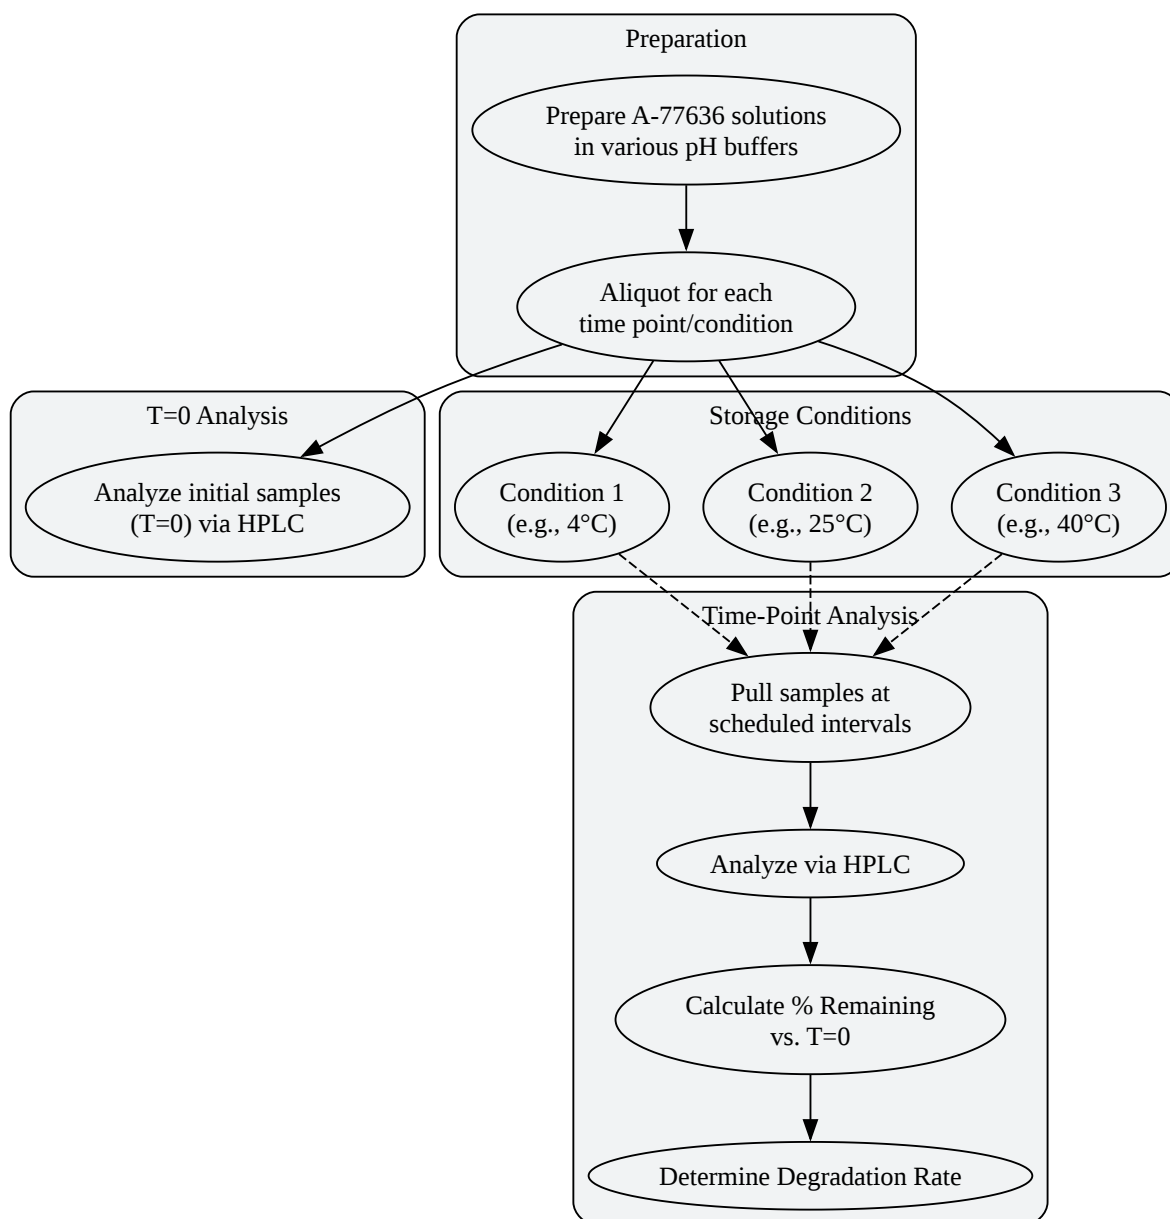 Preparation
Prepare A-77636 solutions
in various pH buffers
Aliquot for each
time point/condition
T=0 Analysis
Analyze initial samples
(T=0) via HPLC
Storage Conditions
Condition 1
(e.g., 4°C)
Condition 2
(e.g., 25°C)
Condition 3
(e.g., 40°C)
Time-Point Analysis
Pull samples at
scheduled intervals
Analyze via HPLC
Calculate % Remaining
vs. T=0
Determine Degradation Rate